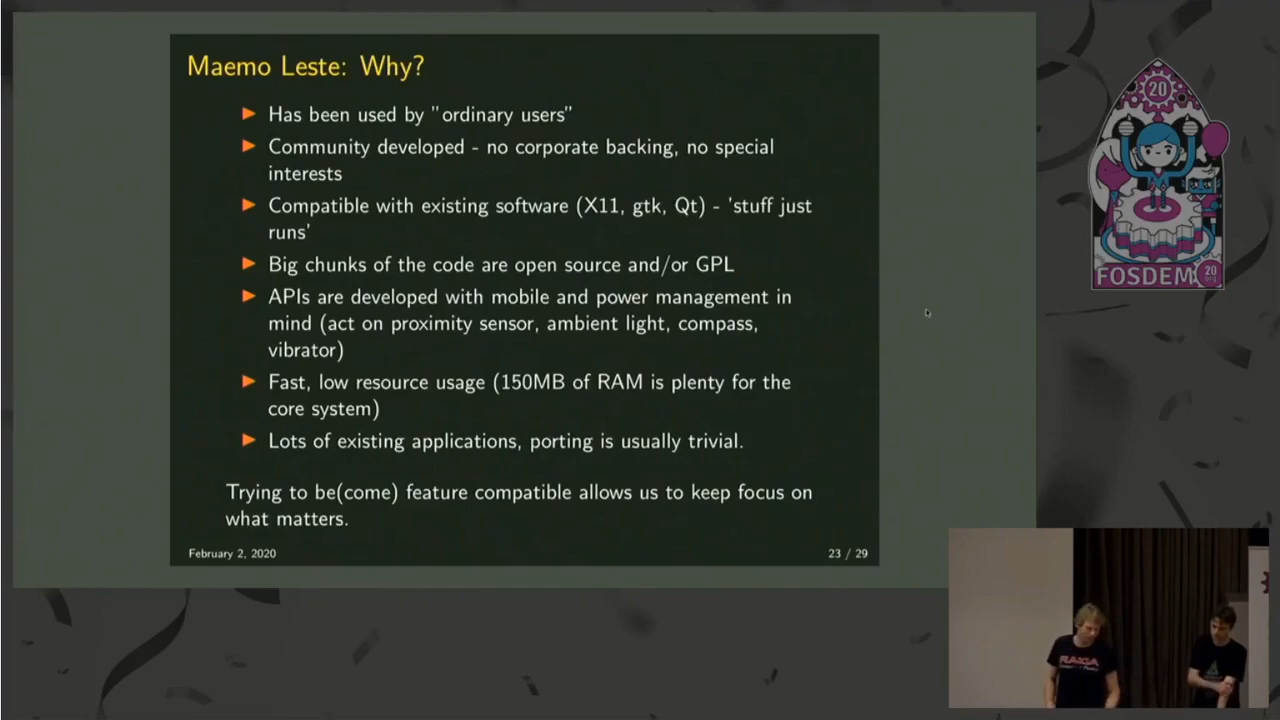 Maemo Leste: Why?
Has been used by "ordinary users"
Community developed - no corporate backing, no special
interests
Compatible with existing software (X11, gtk, Qt) - 'stuff just
runs'
Big chunks of the code are open source and/or GPL
APIs are developed with mobile and power management in
mind (act on proximity sensor, ambient light, compass,
vibrator)
Fast, low resource usage (150MB of RAM is plenty for the
core system)
Lots of existing applications, porting is usually trivial.
Trying to be(come) feature compatible allows us to keep focus on
what matters.
February 2, 2020
23 / 29
20
FOSDEM
20